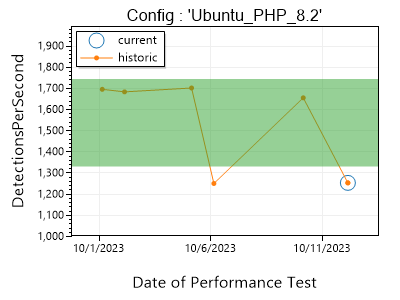 Config : 'Ubuntu_PHP_8.2'
current
historic
DetectionsPerSecond
1,900
1,800
1,700
1,600
1,500
1,400
1,300
1,200
1,100
1,000
10/1/2023
10/6/2023
10/11/2023
Date of Performance Test